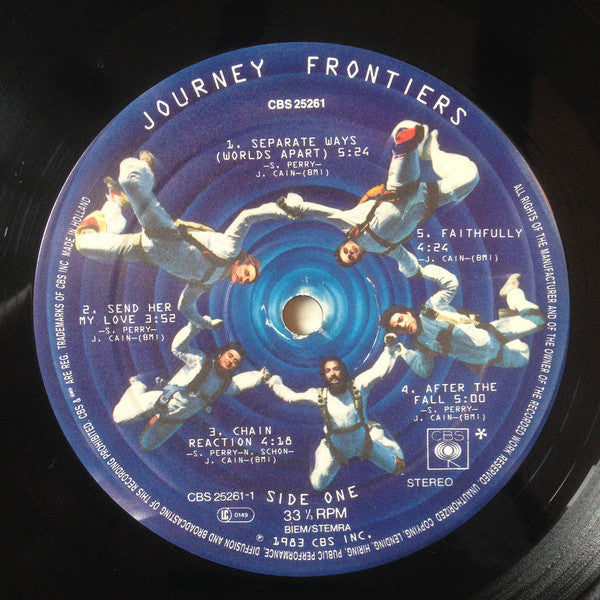 JOURNEY FRONTIERS
CBS 25261
1. SEPARATE WAYS
(WORLDS APART) 5:24
-S. PERRY-
J. CAIN-(BMI)
2. SEND HER
MY LOVE 3:52
-S. PERRY-
J. CAIN-(BMI)
3. CHAIN
REACTION 4:18
-S. PERRY-N. SCHON-
J. CAIN-(BMI)
4. AFTER THE
FALL 5:00
-S. PERRY-
J. CAIN-(BMI)
5. FAITHFULLY
4:24
-J. CAIN-(BMI)
CBS
*
STEREO
CBS 25261-1
SIDE ONE
LC 0149
33 ⅓ RPM
BIEM/STEMRA
℗ 1983 CBS INC.
ALL RIGHTS OF THE MANUFACTURER AND OF THE OWNER OF THE RECORDED WORK RESERVED UNAUTHORIZED COPYING, LENDING, HIRING, PUBLIC PERFORMANCE, DIFFUSION AND BROADCASTING OF THIS RECORDING PROHIBITED. CBS & ARE REG. TRADEMARKS OF CBS INC MADE IN HOLLAND